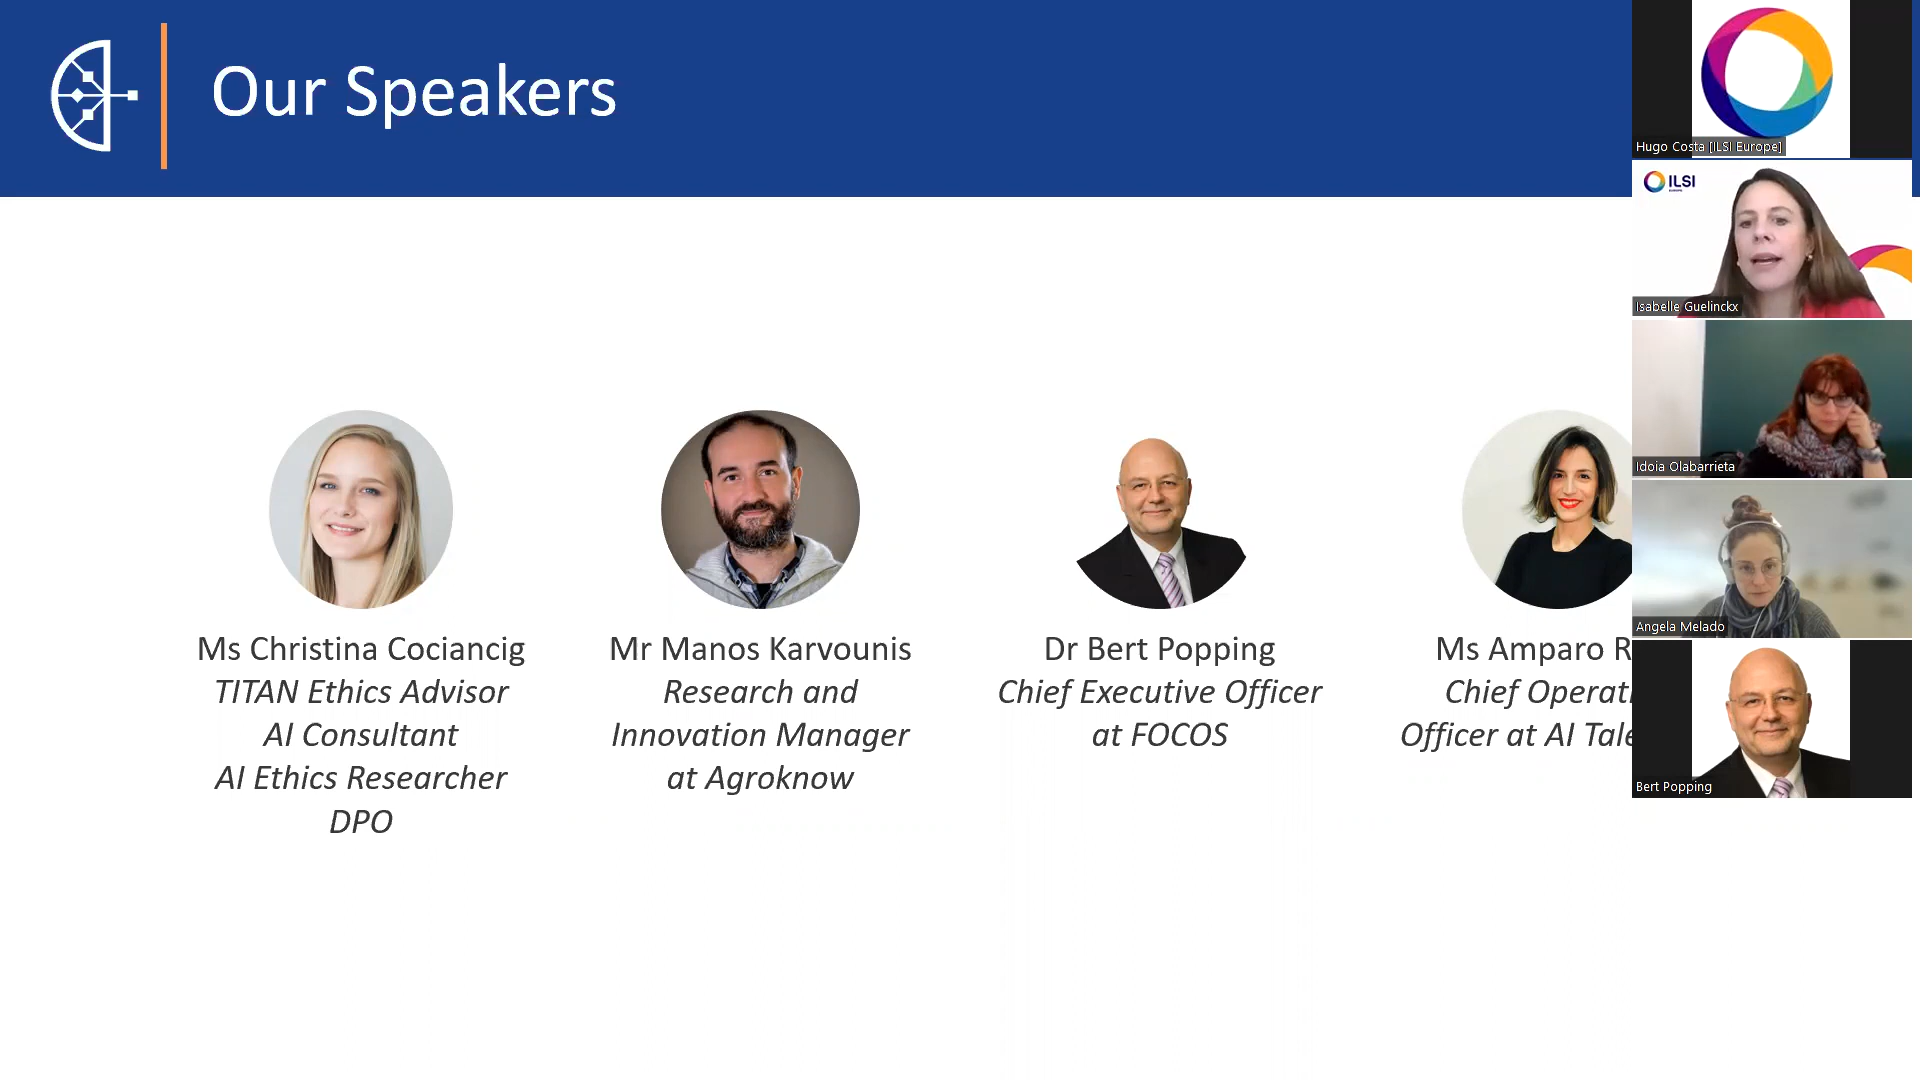 Our Speakers
Ms Christina Cociancig
TITAN Ethics Advisor
AI Consultant
AI Ethics Researcher
DPO
Mr Manos Karvounis
Research and
Innovation Manager
at Agroknow
Dr Bert Popping
Chief Executive Officer
at FOCOS
Ms Amparo
Chief
Officer at AI
Hugo Costa [ILSI Europe]
ILSI
Isabelle Guelinckx
Idoia Olabarrieta
Angela Melado
Bert Popping